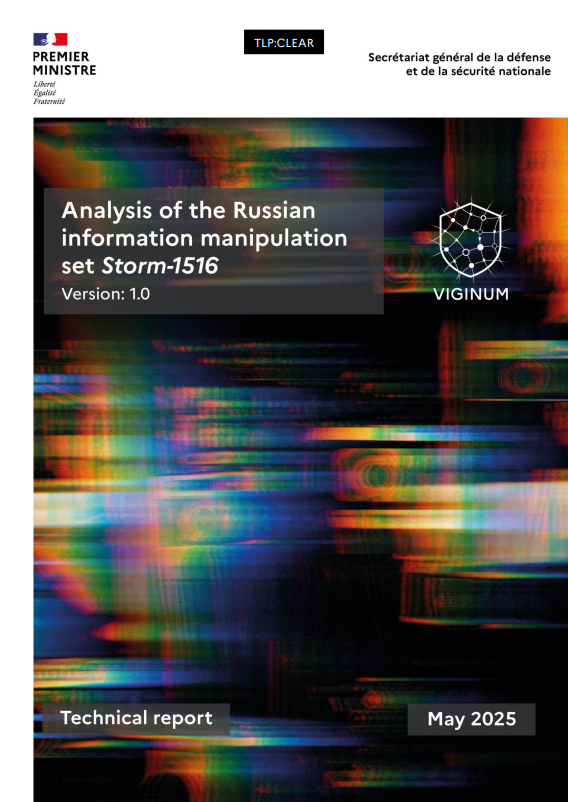 TLP:CLEAR
PREMIER
MINISTRE
Liberté
Égalité
Fraternité
Secrétariat général de la défense
et de la sécurité nationale
Analysis of the Russian
information manipulation
set Storm-1516
Version: 1.0
VIGINUM
Technical report
May 2025